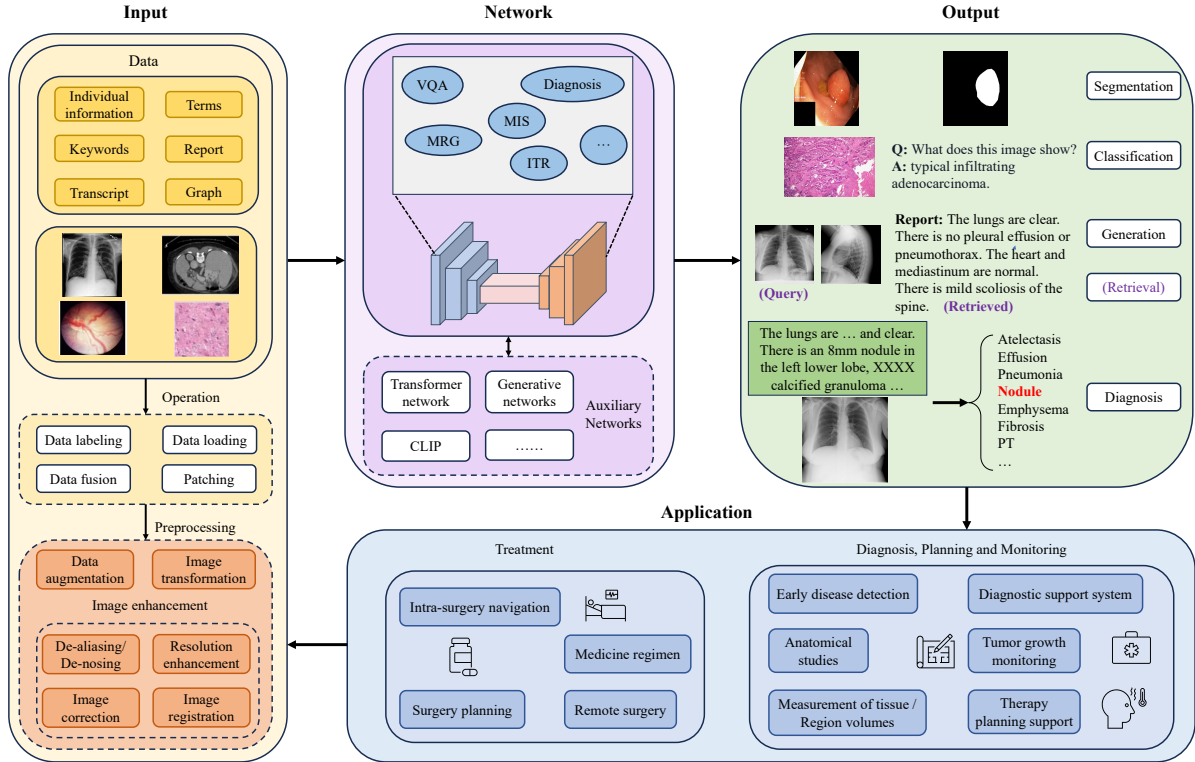 Input
Data
Individual
information
Terms
Keywords
Report
Transcript
Graph
Operation
Data labeling
Data loading
Data fusion
Patching
Preprocessing
Data
augmentation
Image
transformation
Image enhancement
De-aliasing/
De-nosing
Resolution
enhancement
Image
correction
Image
registration
Network
VQA
Diagnosis
MIS
MRG
ITR
...
Transformer
network
Generative
networks
CLIP
......
Auxiliary
Networks
Output
Segmentation
Q: What does this image show?
A: typical infiltrating
adenocarcinoma.
Classification
(Query)
Report: The lungs are clear.
There is no pleural effusion or
pneumothorax. The heart and
mediastinum are normal.
There is mild scoliosis of the
spine. (Retrieved)
Generation
(Retrieval)
The lungs are … and clear.
There is an 8mm nodule in
the left lower lobe, XXXX
calcified granuloma …
Atelectasis
Effusion
Pneumonia
Nodule
Emphysema
Fibrosis
PT
…
Diagnosis
Application
Treatment
Intra-surgery navigation
Medicine regimen
Surgery planning
Remote surgery
Diagnosis, Planning and Monitoring
Early disease detection
Diagnostic support system
Anatomical
studies
Tumor growth
monitoring
Measurement of tissue /
Region volumes
Therapy
planning support